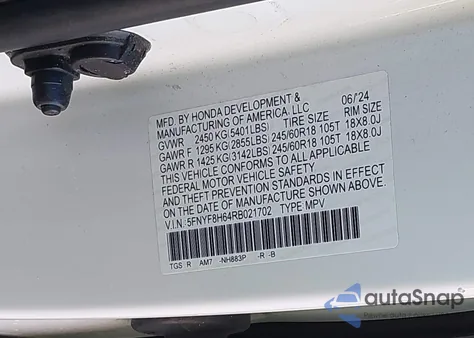 MFD. BY HONDA DEVELOPMENT & 06/'24
MANUFACTURING OF AMERICA, LLC
GVWR 2450 KG 5401LBS TIRE SIZE RIM SIZE
GAWR F 1295 KG 2855LBS 245/60R18 105T 18X8.0J
GAWR R 1425 KG 3142LBS 245/60R18 105T 18X8.0J
THIS VEHICLE CONFORMS TO ALL APPLICABLE
FEDERAL MOTOR VEHICLE SAFETY
AND THEFT PREVENTION STANDARDS IN EFFECT
ON THE DATE OF MANUFACTURE SHOWN ABOVE.
V.I.N. 5FNYF8H64RB021702 TYPE MPV
TGS R AM7 -NH883P -R -B
autoSnap